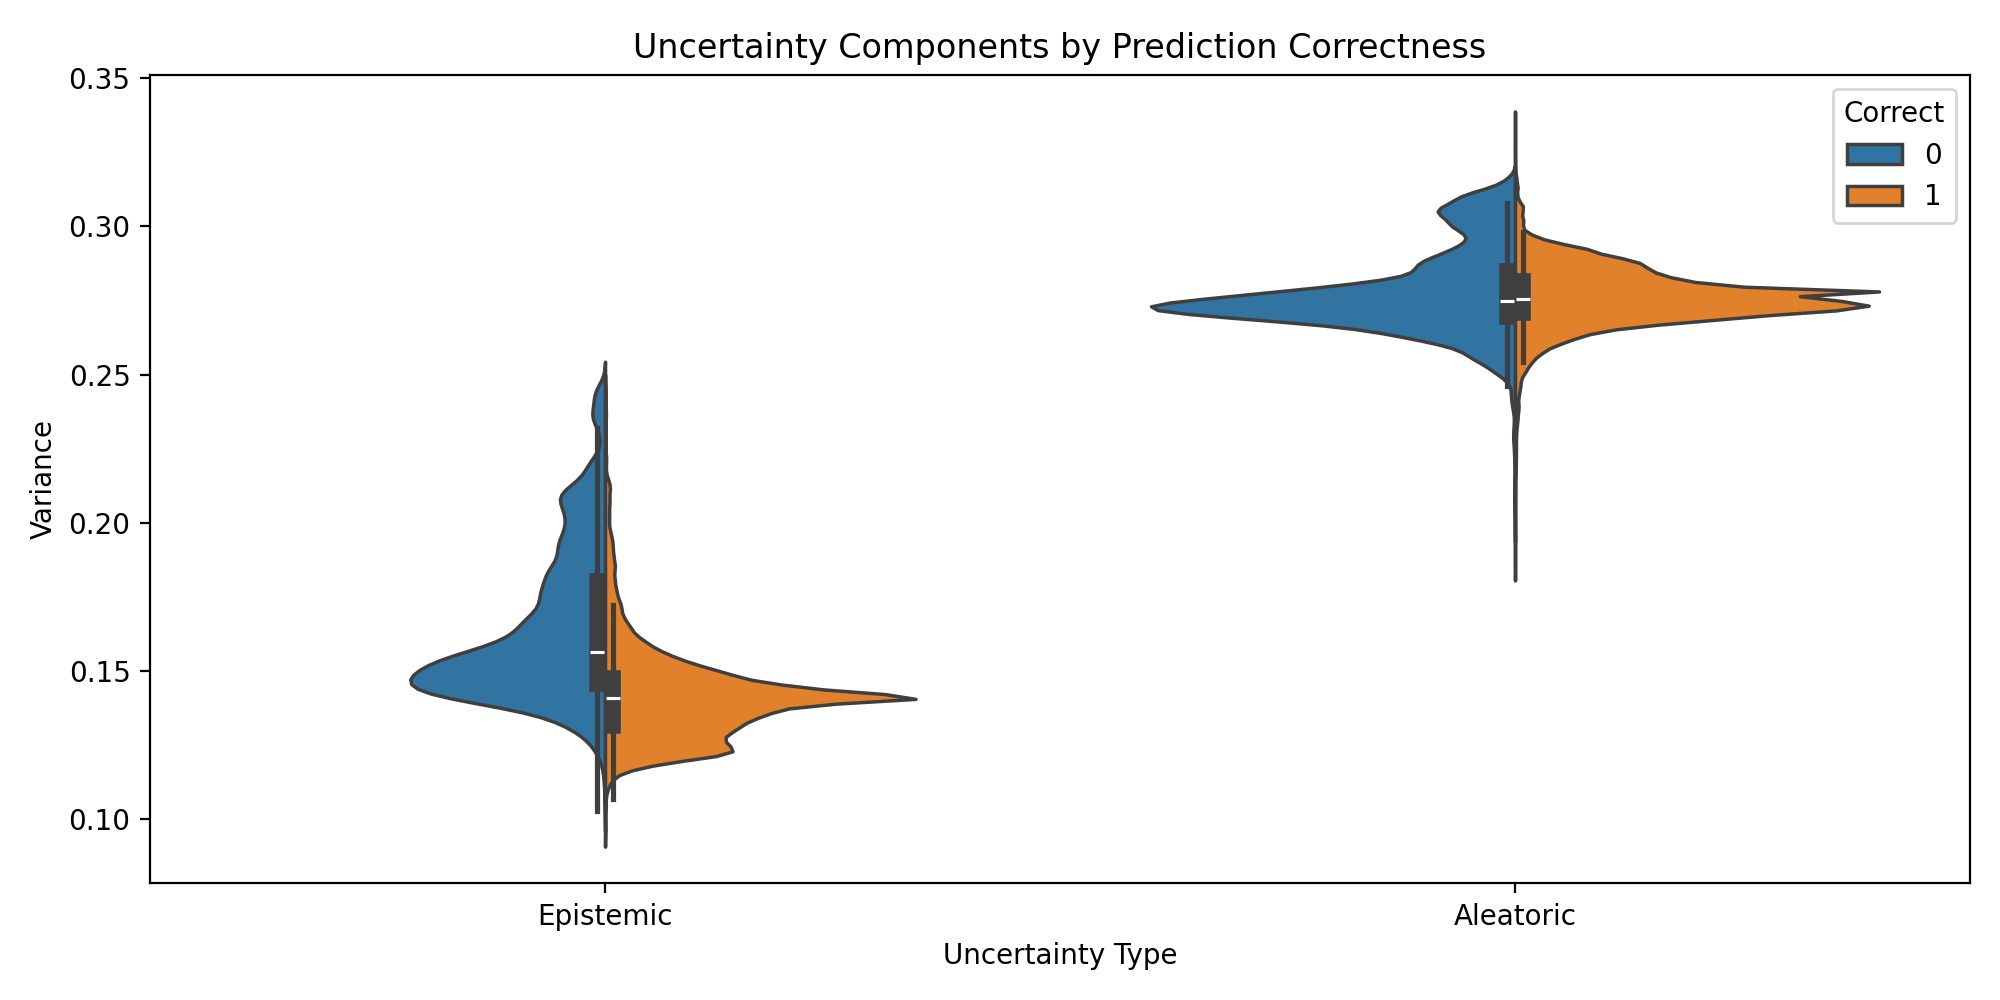 Uncertainty Components by Prediction Correctness
Correct
0
1
0.35
0.30
0.25
0.20
0.15
0.10
Variance
Epistemic
Aleatoric
Uncertainty Type